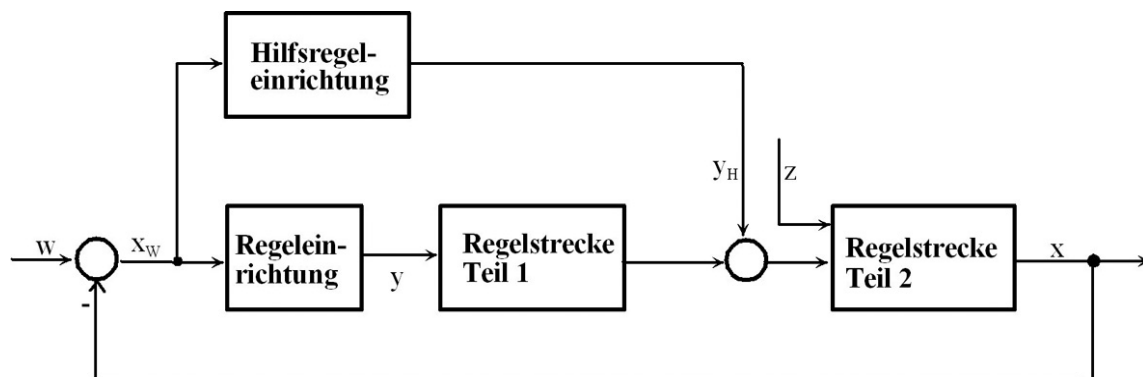 Hilfsregel-
einrichtung
y_H
z
w
x_W
Regelein-
richtung
y
Regelstrecke
Teil 1
Regelstrecke
Teil 2
x
-